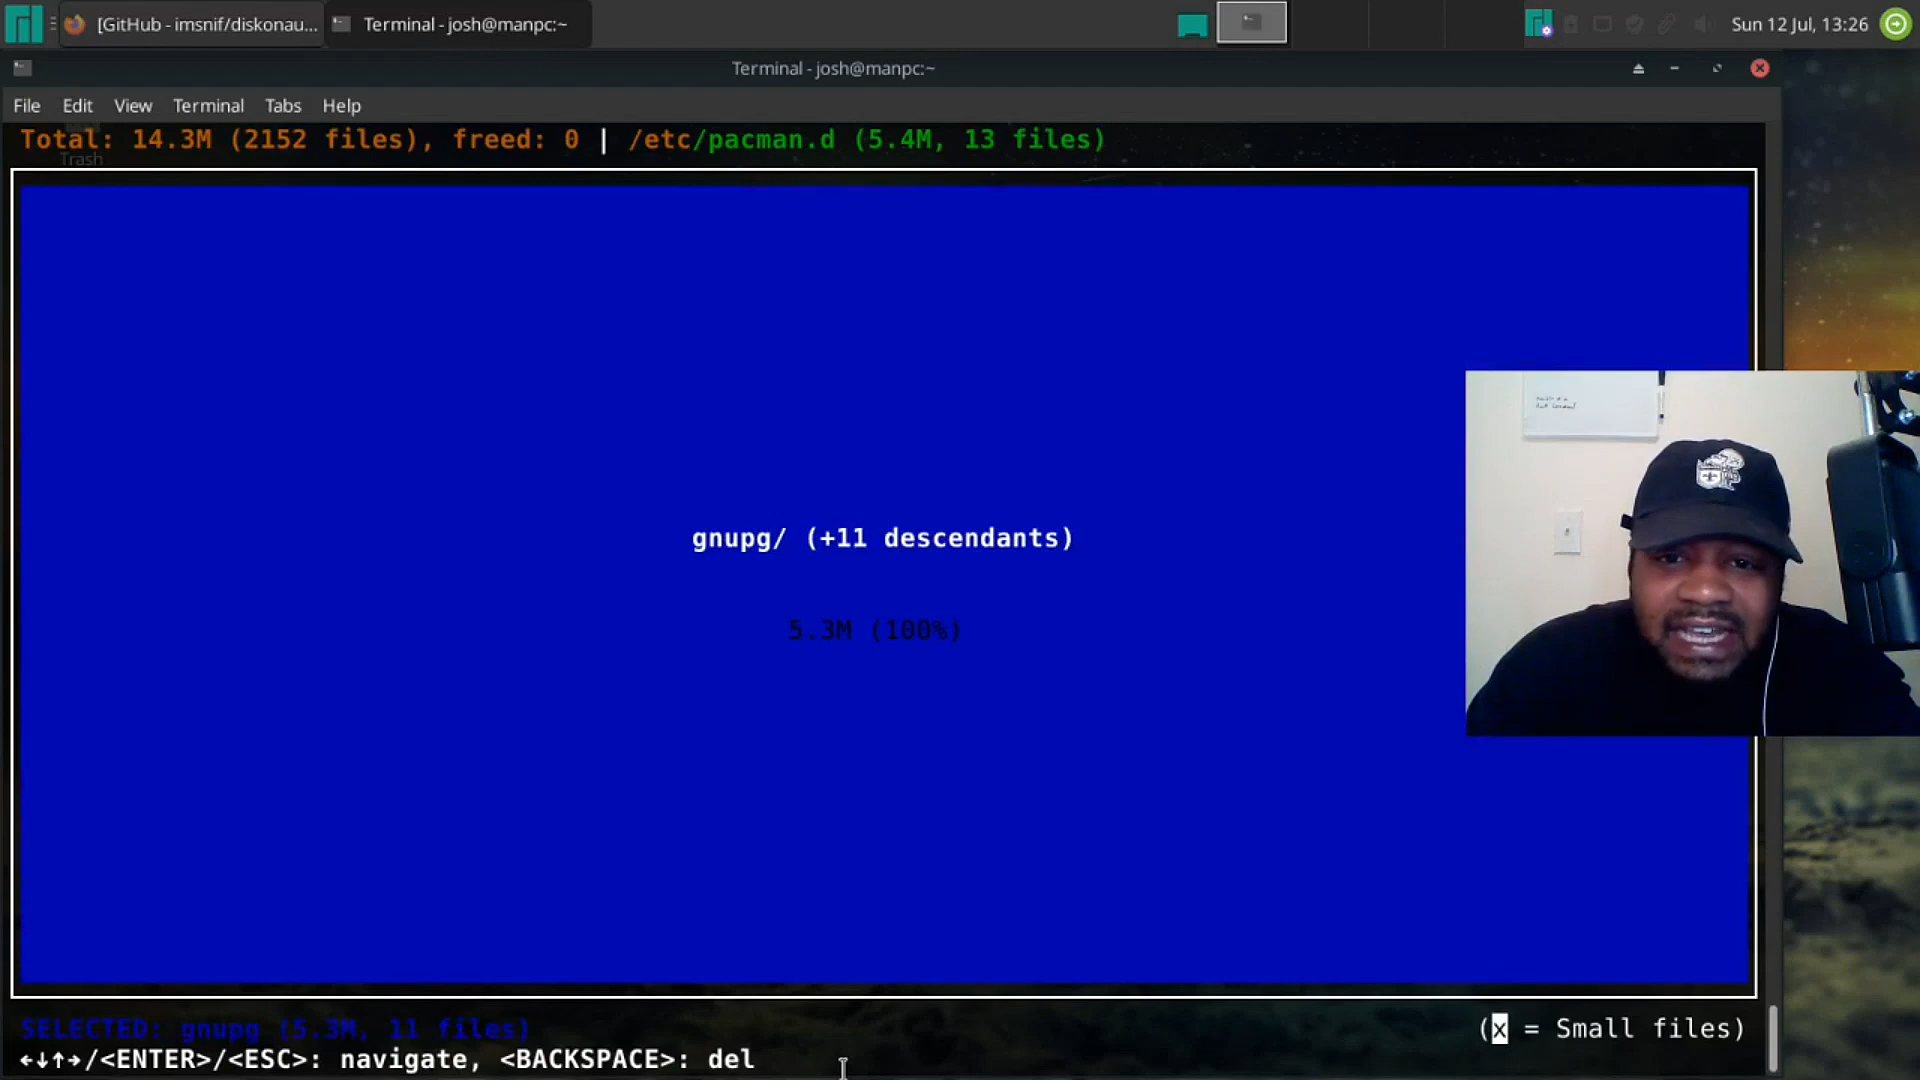 [GitHub - imsnif/diskonau...
Terminal - josh@manpc:~
Sun 12 Jul, 13:26
Terminal - josh@manpc:~
File Edit View Terminal Tabs Help
Total: 14.3M (2152 files), freed: 0 | /etc/pacman.d (5.4M, 13 files)
Trash
gnupg/ (+11 descendants)
5.3M (100%)
SELECTED: gnupg (5.3M, 11 files)
(x = Small files)
←↓↑→/<ENTER>/<ESC>: navigate, <BACKSPACE>: del